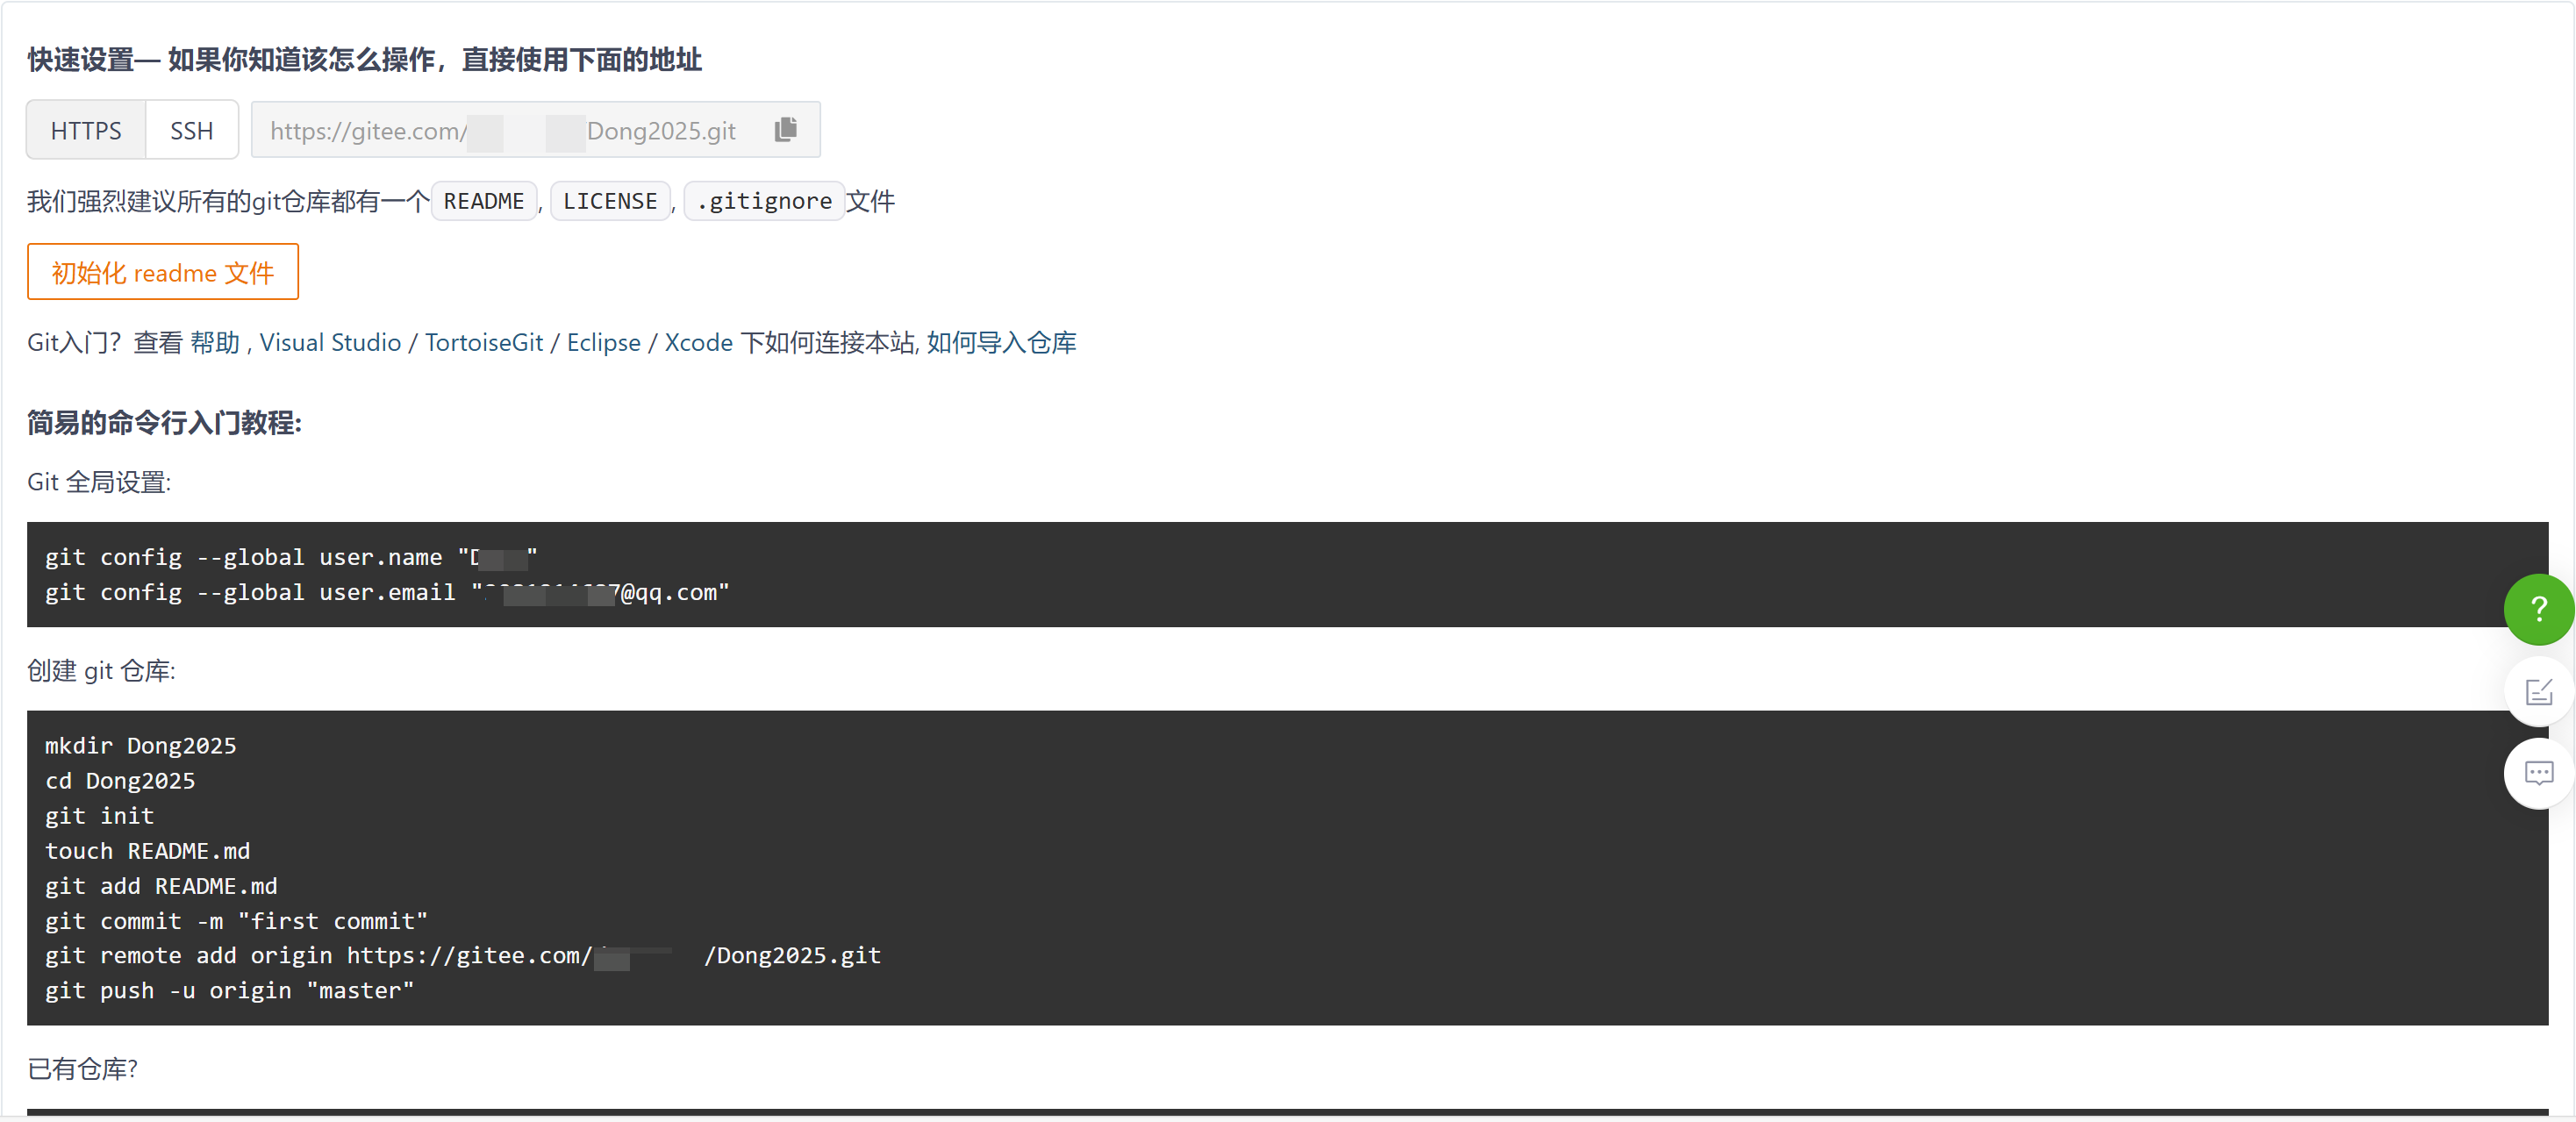 快速设置— 如果你知道该怎么操作，直接使用下面的地址
HTTPS SSH https://gitee.com/ Dong2025.git
我们强烈建议所有的git仓库都有一个 README , LICENSE , .gitignore 文件
初始化 readme 文件
Git入门？查看 帮助 , Visual Studio / TortoiseGit / Eclipse / Xcode 下如何连接本站, 如何导入仓库
简易的命令行入门教程:
Git 全局设置:
git config --global user.name "D "
git config --global user.email " @qq.com"
创建 git 仓库:
mkdir Dong2025
cd Dong2025
git init
touch README.md
git add README.md
git commit -m "first commit"
git remote add origin https://gitee.com/ /Dong2025.git
git push -u origin "master"
已有仓库?
?